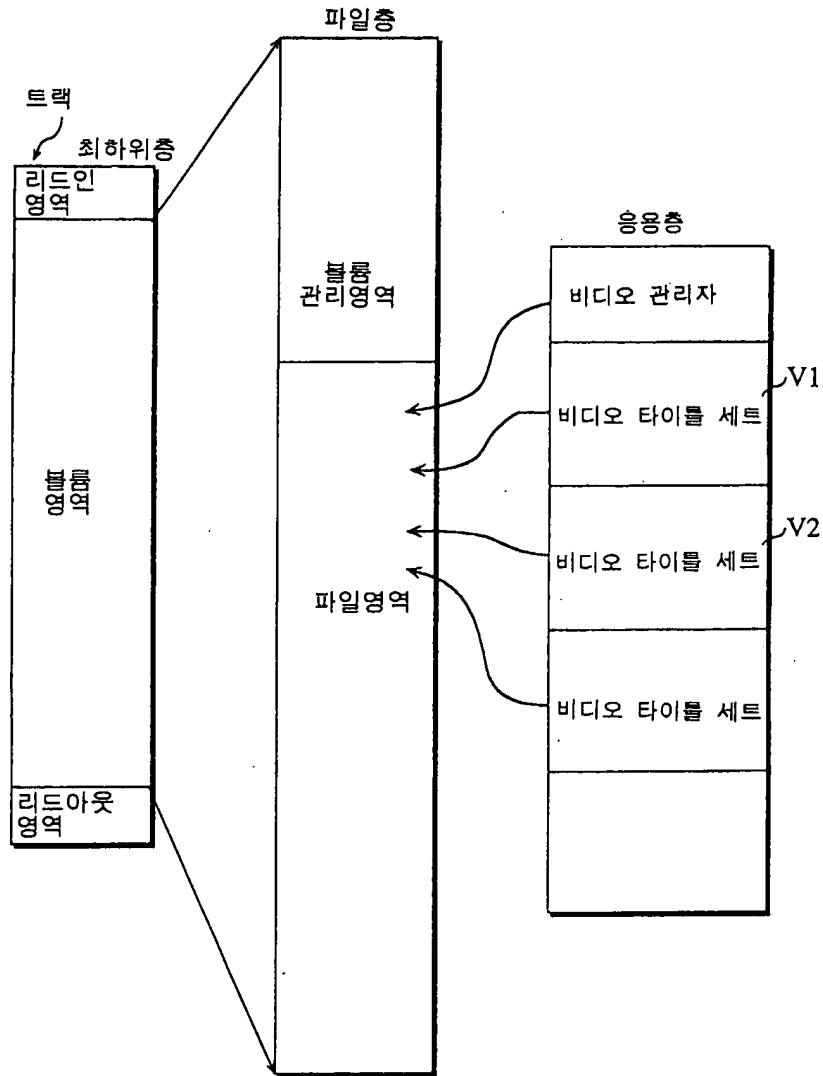 파일층
트랙
최하위층
리드인
영역
볼륨
영역
리드아웃
영역
볼륨
관리영역
파일영역
응용층
비디오 관리자
V1
비디오 타이틀 세트
V2
비디오 타이틀 세트
비디오 타이틀 세트